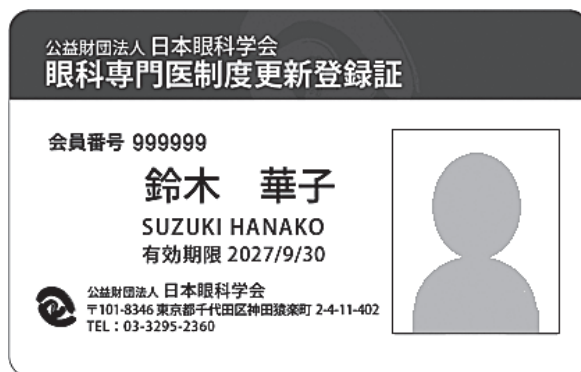 公益財団法人 日本眼科学会
眼科専門医制度更新登録証
会員番号 999999
鈴木　華子
SUZUKI HANAKO
有効期限 2027/9/30
公益財団法人 日本眼科学会
〒101-8346 東京都千代田区神田猿楽町 2-4-11-402
TEL : 03-3295-2360